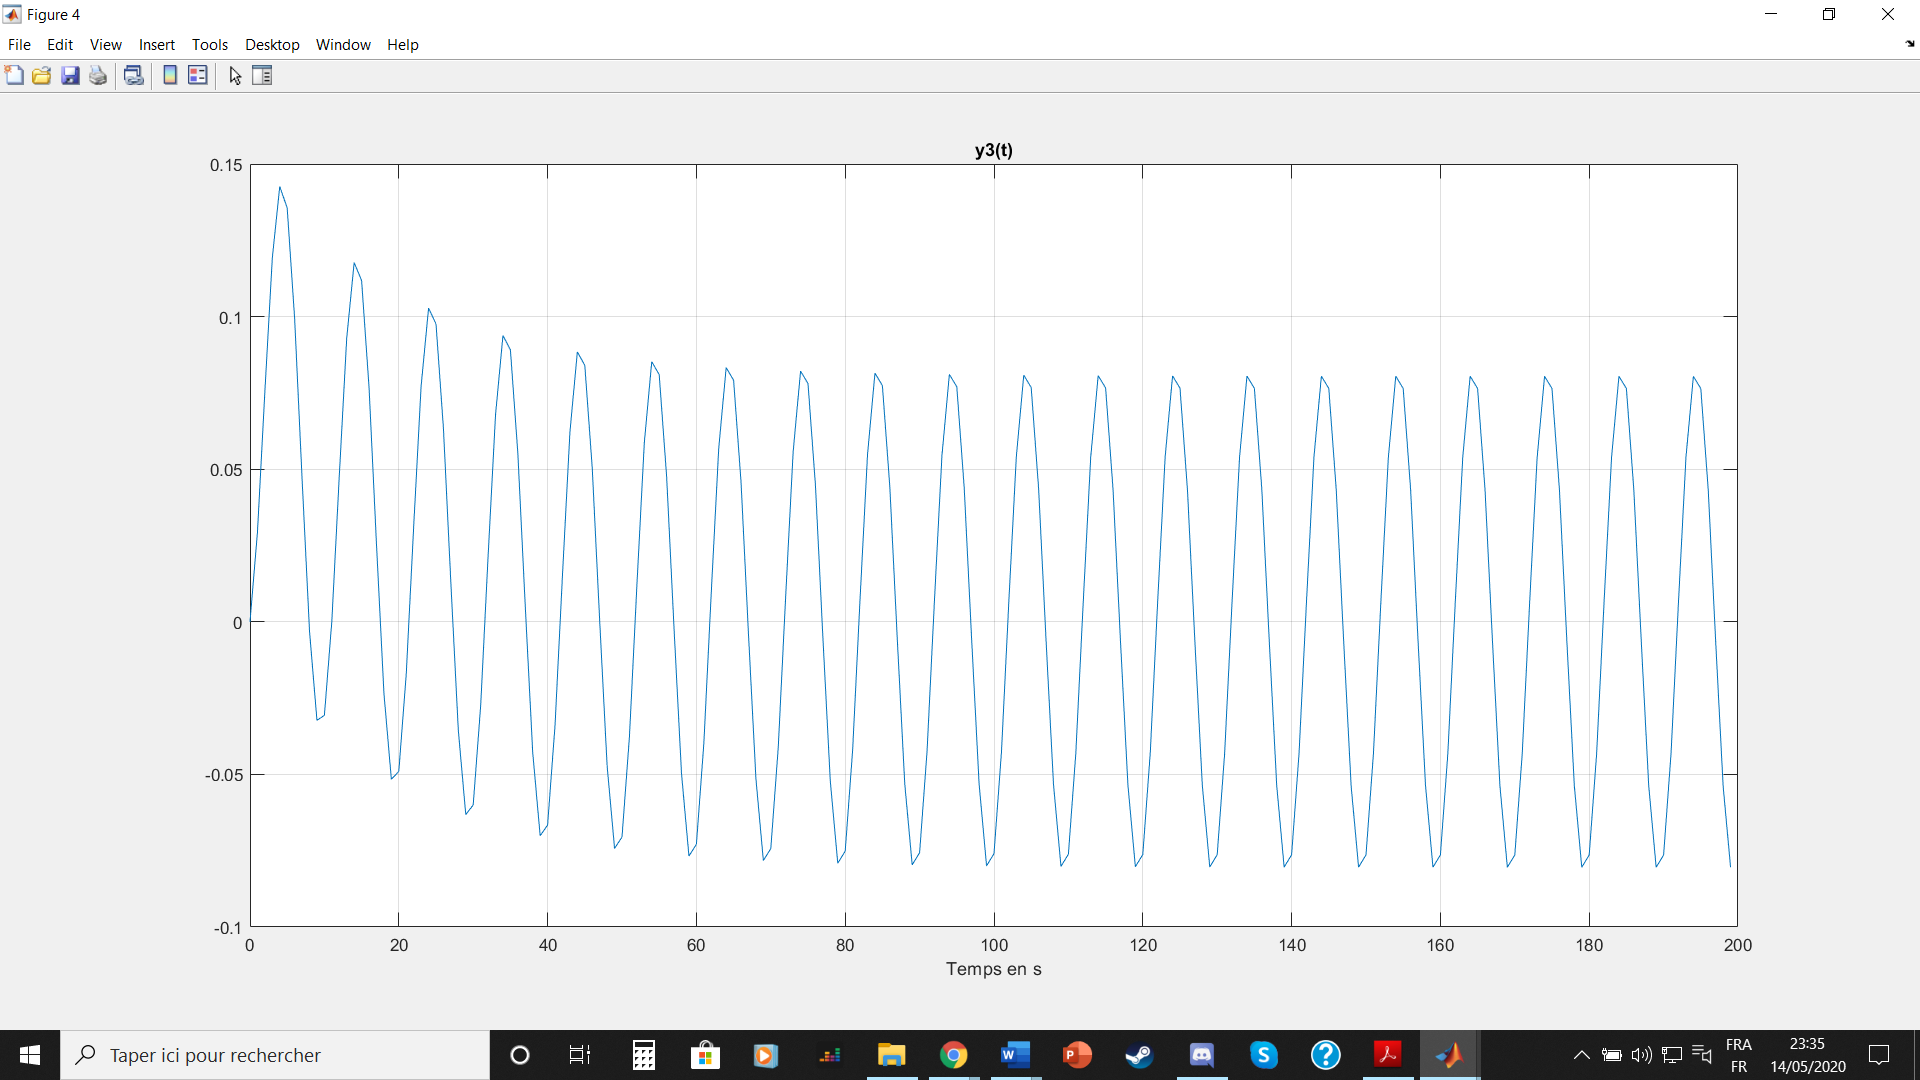 Figure 4
File Edit View Insert Tools Desktop Window Help
y3(t)
0.15
0.1
0.05
0
-0.05
-0.1
0 20 40 60 80 100 120 140 160 180 200
Temps en s
Taper ici pour rechercher
FRA
FR
23:35
14/05/2020